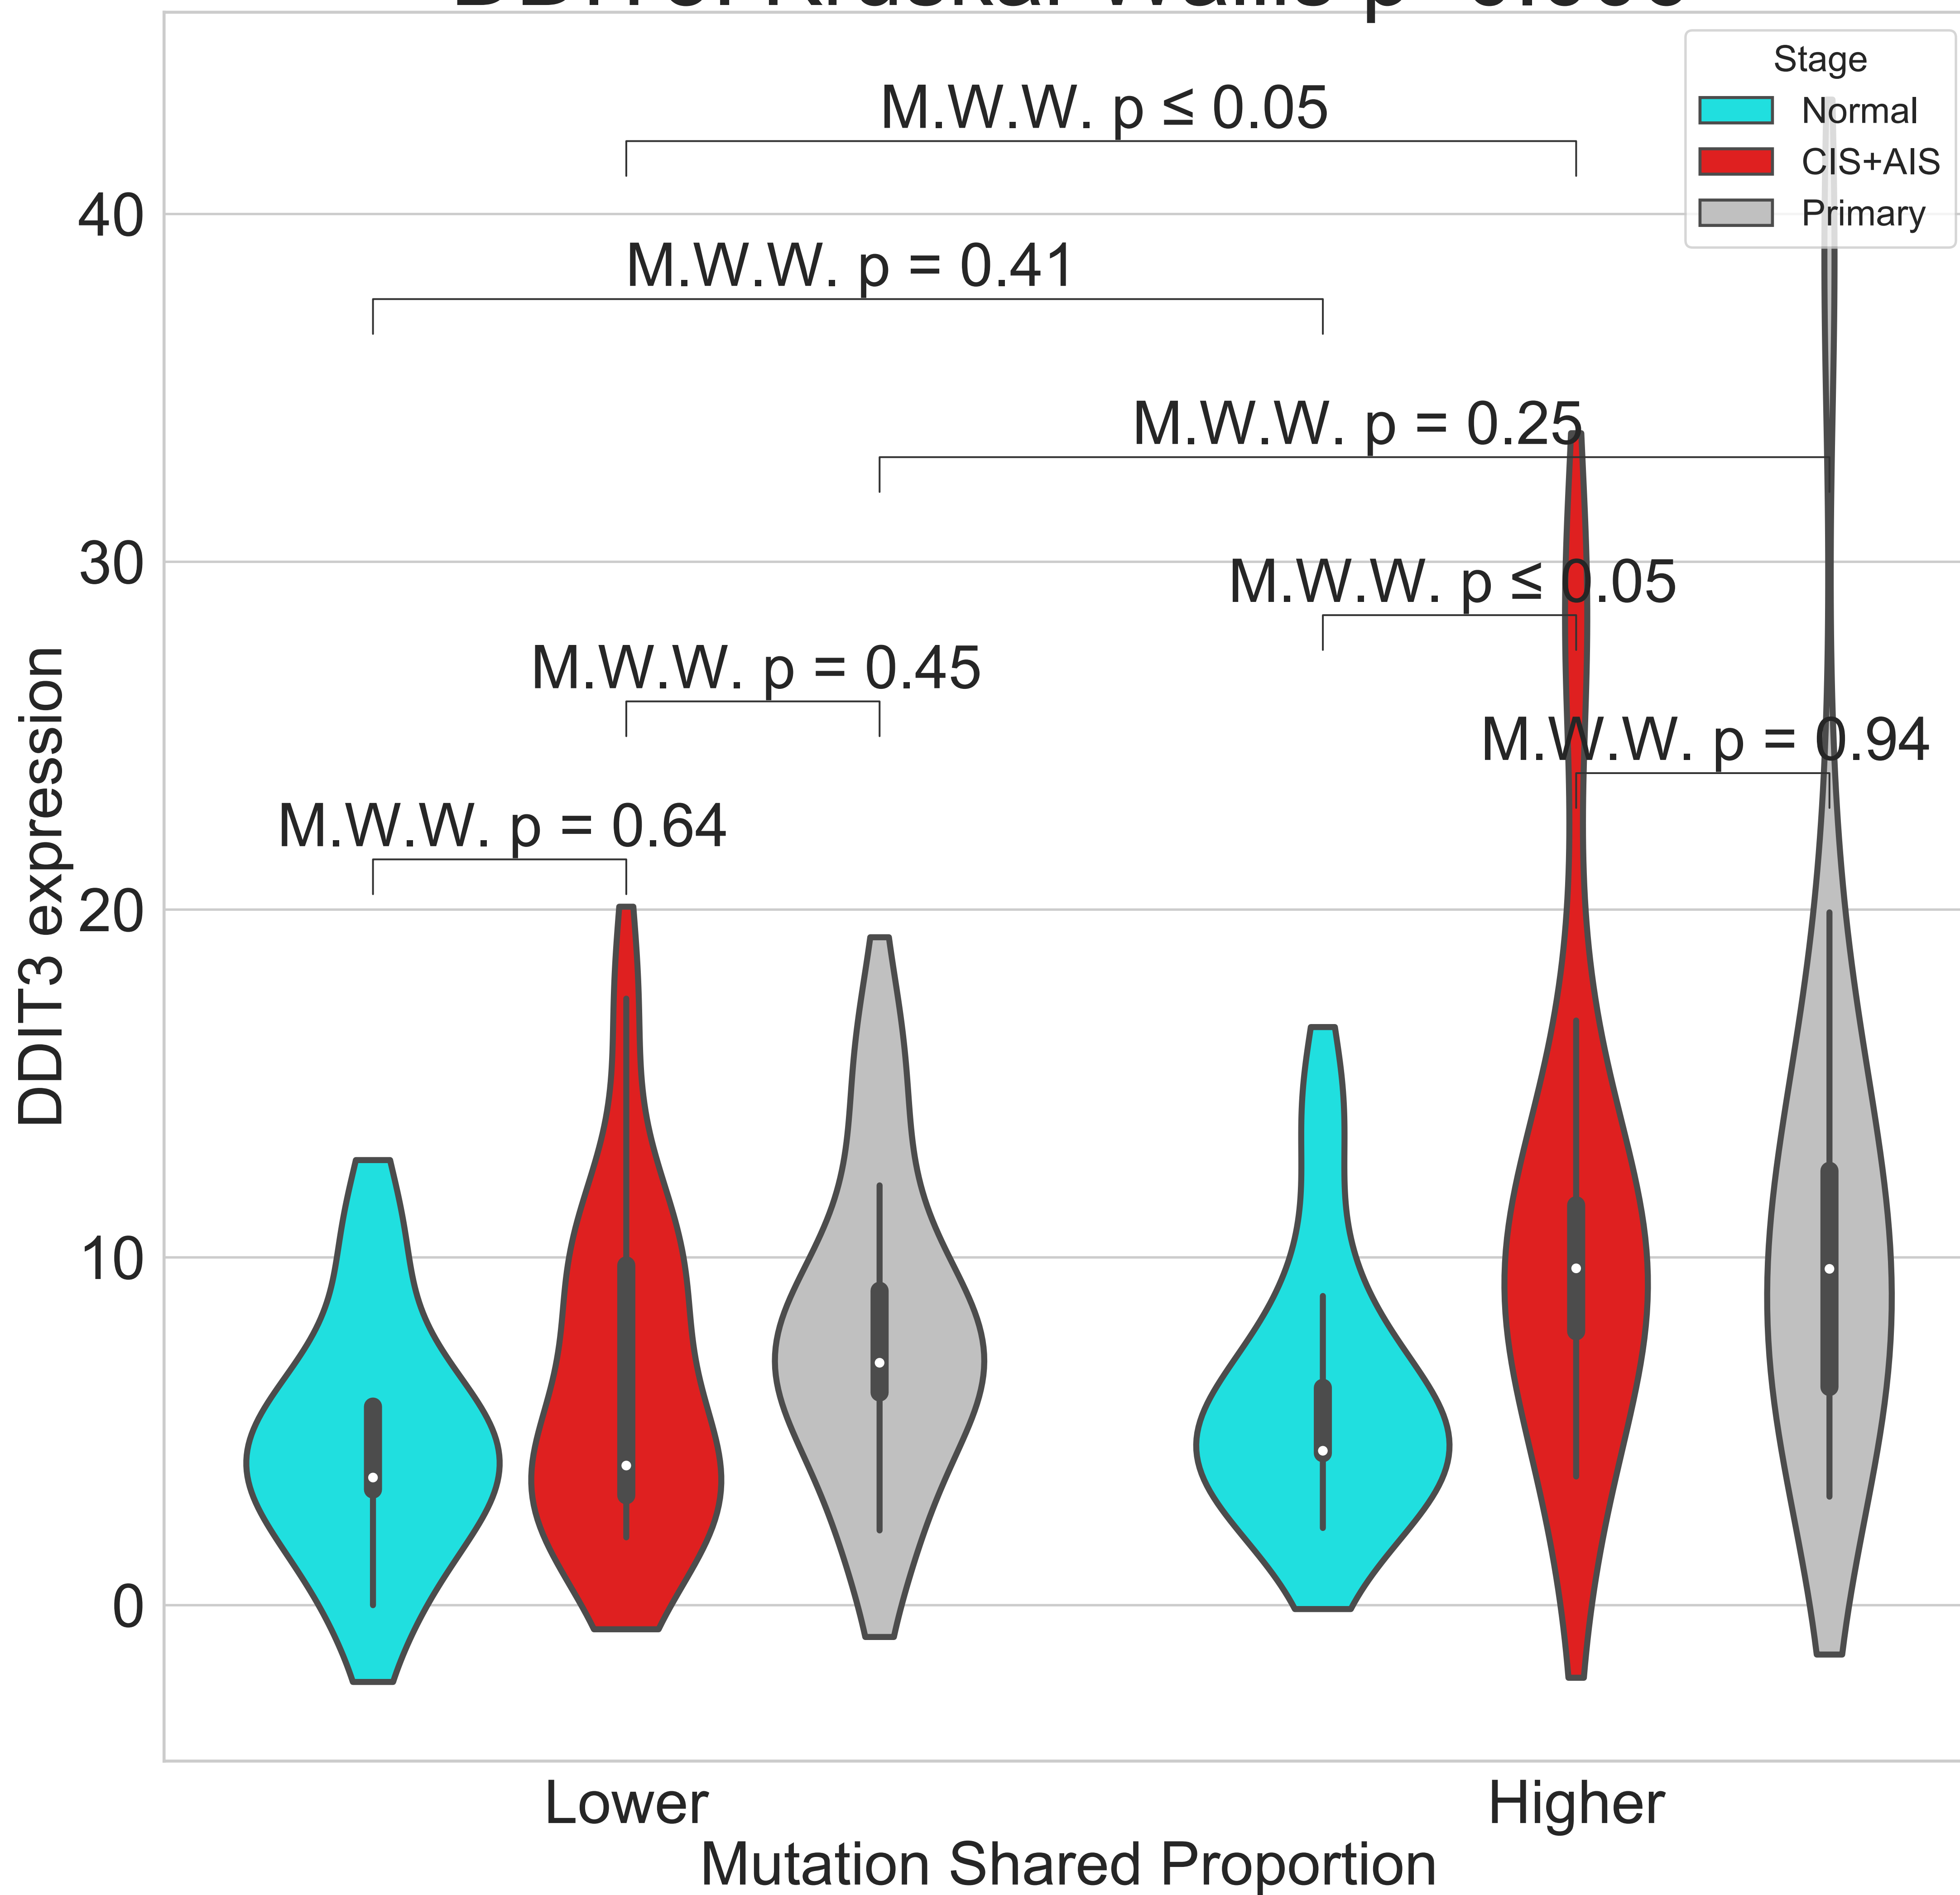 Stage
Normal
CIS+AIS
Primary
M.W.W. p ≤ 0.05
M.W.W. p = 0.41
M.W.W. p = 0.25
M.W.W. p ≤ 0.05
M.W.W. p = 0.45
M.W.W. p = 0.94
M.W.W. p = 0.64
40
30
20
10
0
DDIT3 expression
Lower
Higher
Mutation Shared Proportion